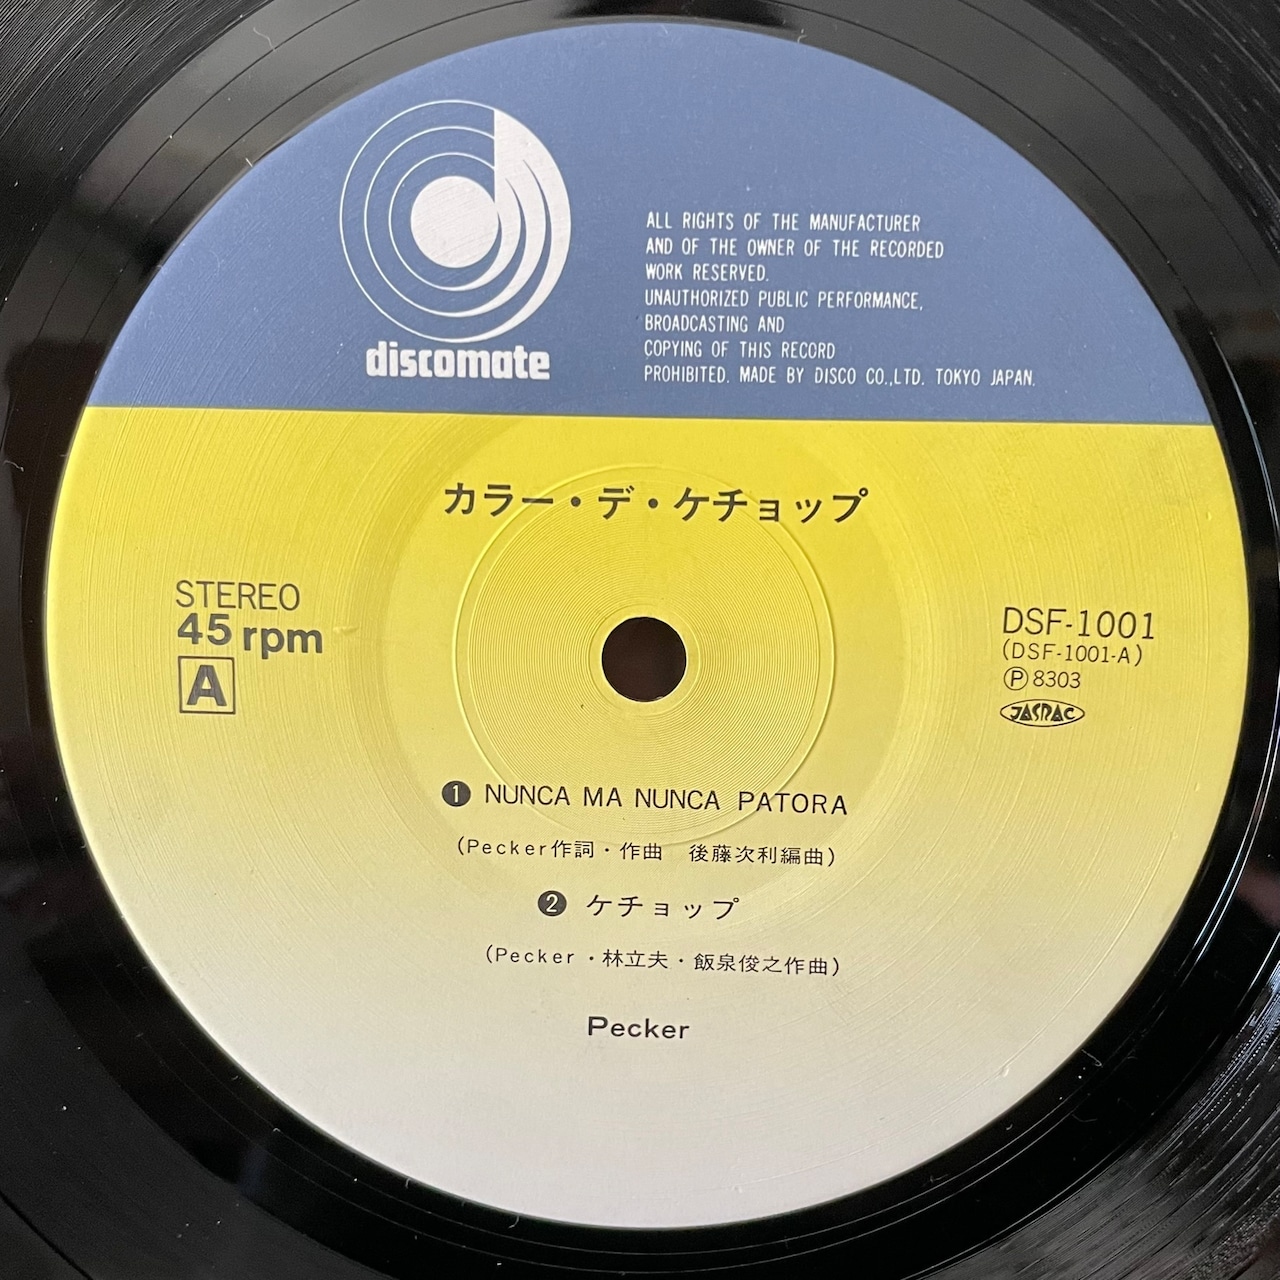 discomate
ALL RIGHTS OF THE MANUFACTURER
AND OF THE OWNER OF THE RECORDED
WORK RESERVED.
UNAUTHORIZED PUBLIC PERFORMANCE,
BROADCASTING AND
COPYING OF THIS RECORD
PROHIBITED. MADE BY DISCO CO.,LTD. TOKYO JAPAN.
カラー・デ・ケチョップ
STEREO
45 rpm
A
DSF-1001
(DSF-1001-A)
Ⓟ8303
JASRAC
❶ NUNCA MA NUNCA PATORA
(Pecker作詞・作曲　後藤次利編曲)
❷ ケチョップ
(Pecker・林立夫・飯泉俊之作曲)
Pecker